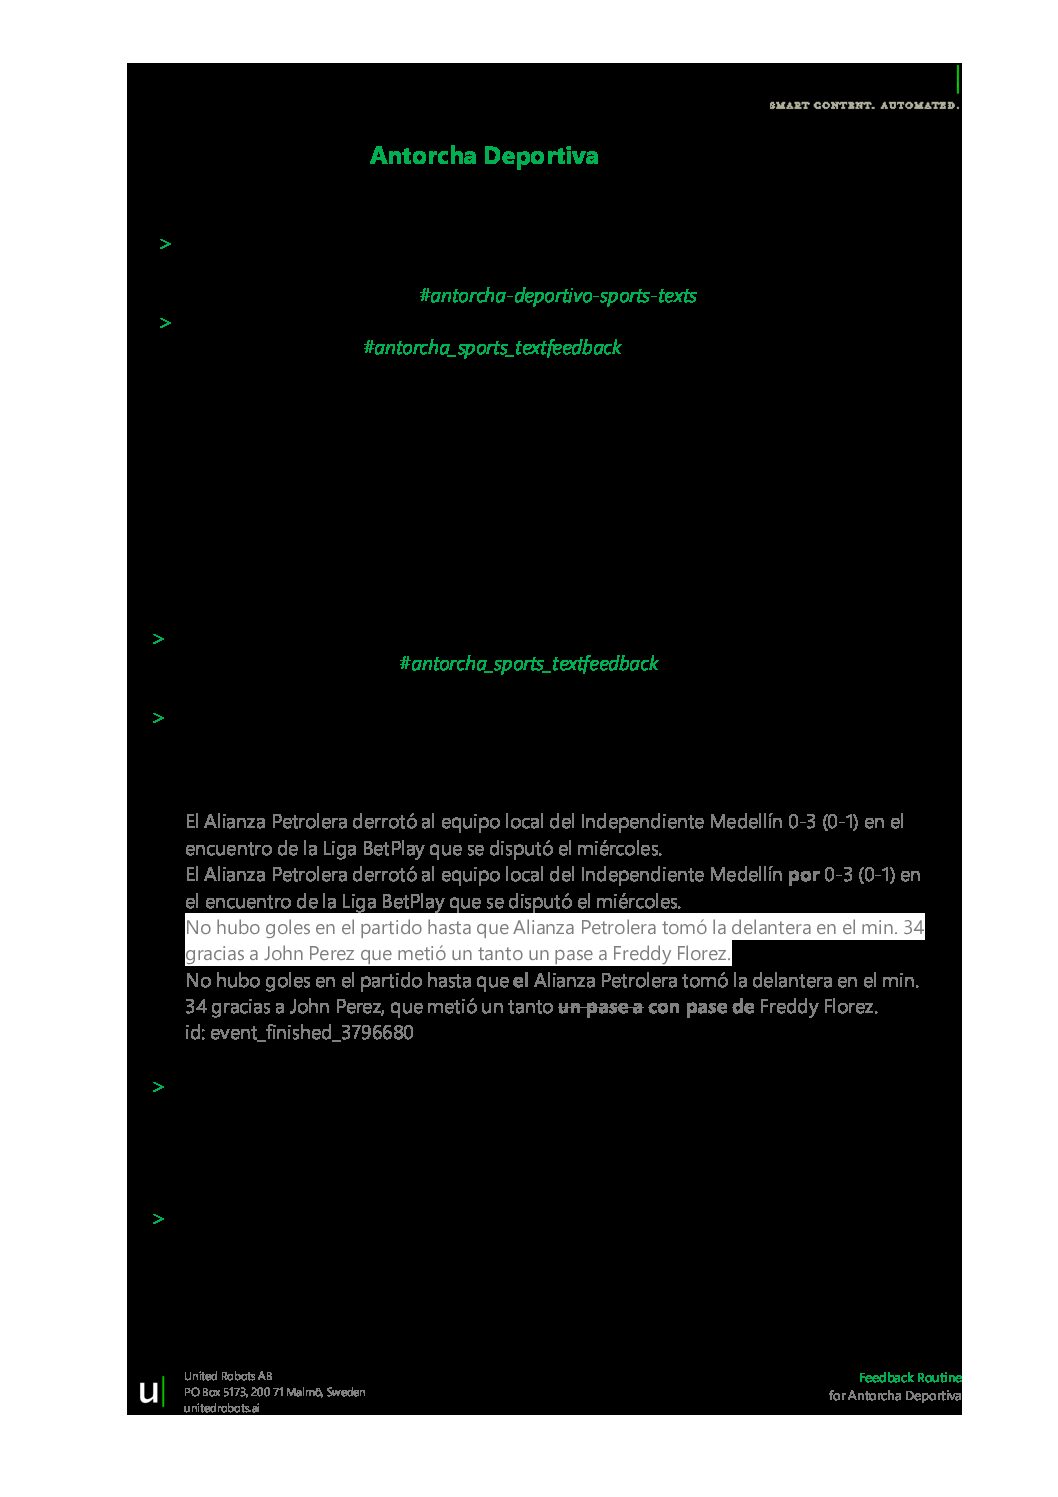 SMART CONTENT. AUTOMATED.
Antorcha Deportiva
>
#antorcha-deportivo-sports-texts
>
#antorcha_sports_textfeedback
>
#antorcha_sports_textfeedback
>
El Alianza Petrolera derrotó al equipo local del Independiente Medellín 0-3 (0-1) en el
encuentro de la Liga BetPlay que se disputó el miércoles.
El Alianza Petrolera derrotó al equipo local del Independiente Medellín por 0-3 (0-1) en
el encuentro de la Liga BetPlay que se disputó el miércoles.
No hubo goles en el partido hasta que Alianza Petrolera tomó la delantera en el min. 34
gracias a John Perez que metió un tanto un pase a Freddy Florez.
No hubo goles en el partido hasta que el Alianza Petrolera tomó la delantera en el min.
34 gracias a John Perez, que metió un tanto un pase a con pase de Freddy Florez.
id: event_finished_3796680
>
>
u|
United Robots AB
PO Box 5173, 200 71 Malmö, Sweden
unitedrobots.ai
Feedback Routine
for Antorcha Deportiva